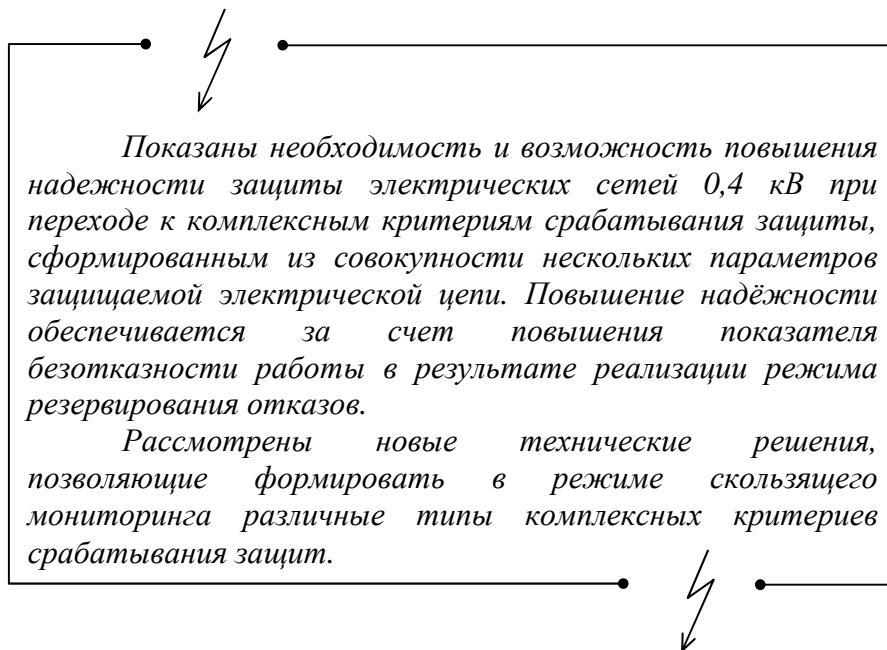 Показаны необходимость и возможность повышения
надежности защиты электрических сетей 0,4 кВ при
переходе к комплексным критериям срабатывания защиты,
сформированным из совокупности нескольких параметров
защищаемой электрической цепи. Повышение надёжности
обеспечивается за счет повышения показателя
безотказности работы в результате реализации режима
резервирования отказов.
Рассмотрены новые технические решения,
позволяющие формировать в режиме скользящего
мониторинга различные типы комплексных критериев
срабатывания защит.